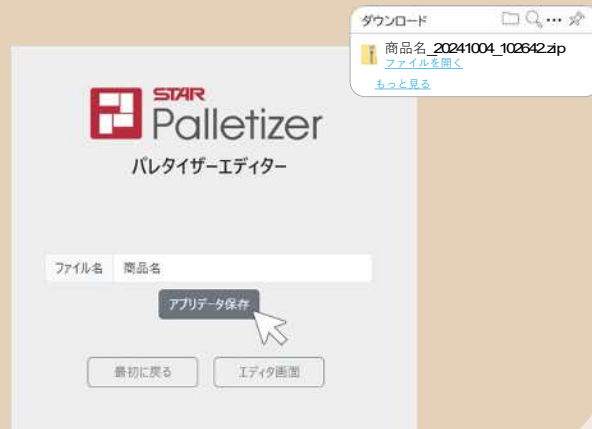 ダウンロード
商品名_20241004_102642.zip
ファイルを開く
もっと見る
STAR
Palletizer
パレタイザーエディター
ファイル名 商品名
アプリデータ保存
最初に戻る エディタ画面